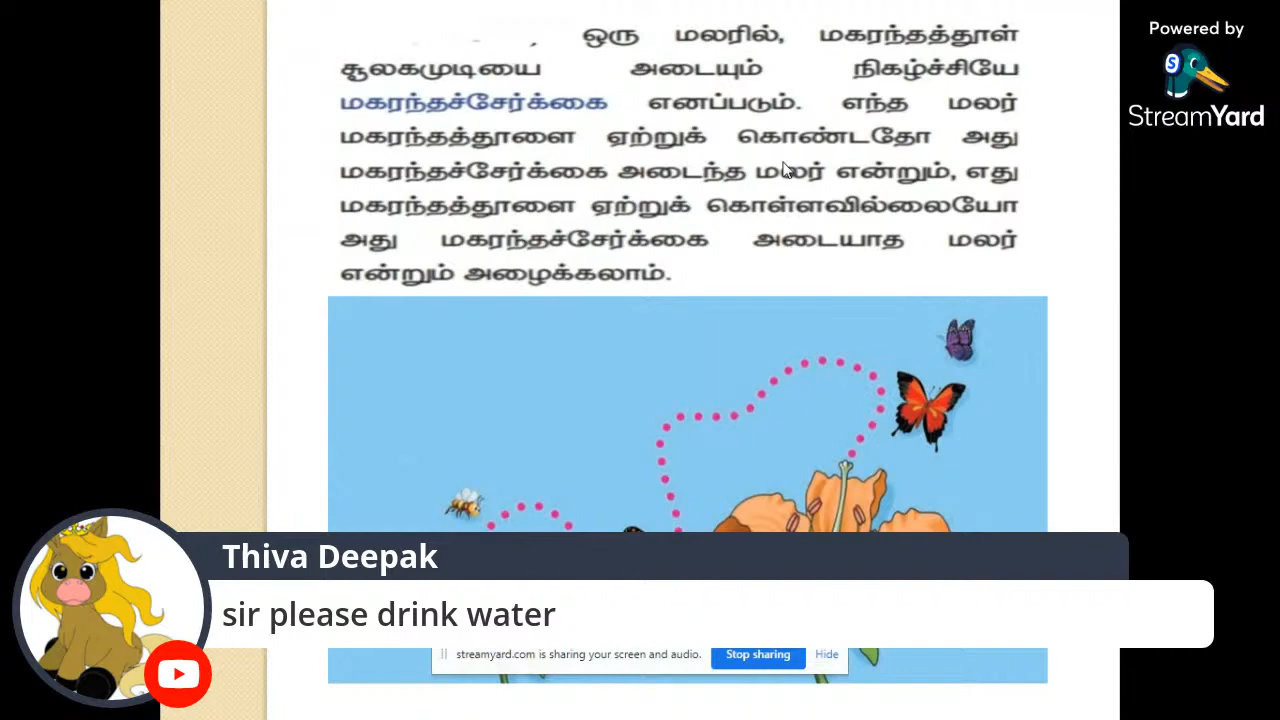 ஒரு மலரில், மகரந்தத்தூள்
சூலகமுடியை அடையும் நிகழ்ச்சியே
மகரந்தச்சேர்க்கை எனப்படும். எந்த மலர்
மகரந்தத்தூளை ஏற்றுக் கொண்டதோ அது
மகரந்தச்சேர்க்கை அடைந்த மலர் என்றும், எது
மகரந்தத்தூளை ஏற்றுக் கொள்ளவில்லையோ
அது மகரந்தச்சேர்க்கை அடையாத மலர்
என்றும் அழைக்கலாம்.
Powered by
S
StreamYard
Thiva Deepak
sir please drink water
streamyard.com is sharing your screen and audio. Stop sharing Hide